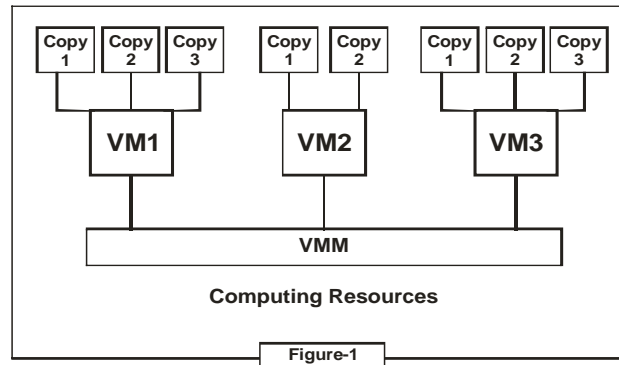 Copy 1
Copy 2
Copy 3
Copy 1
Copy 2
Copy 1
Copy 2
Copy 3
VM1
VM2
VM3
VMM
Computing Resources
Figure-1